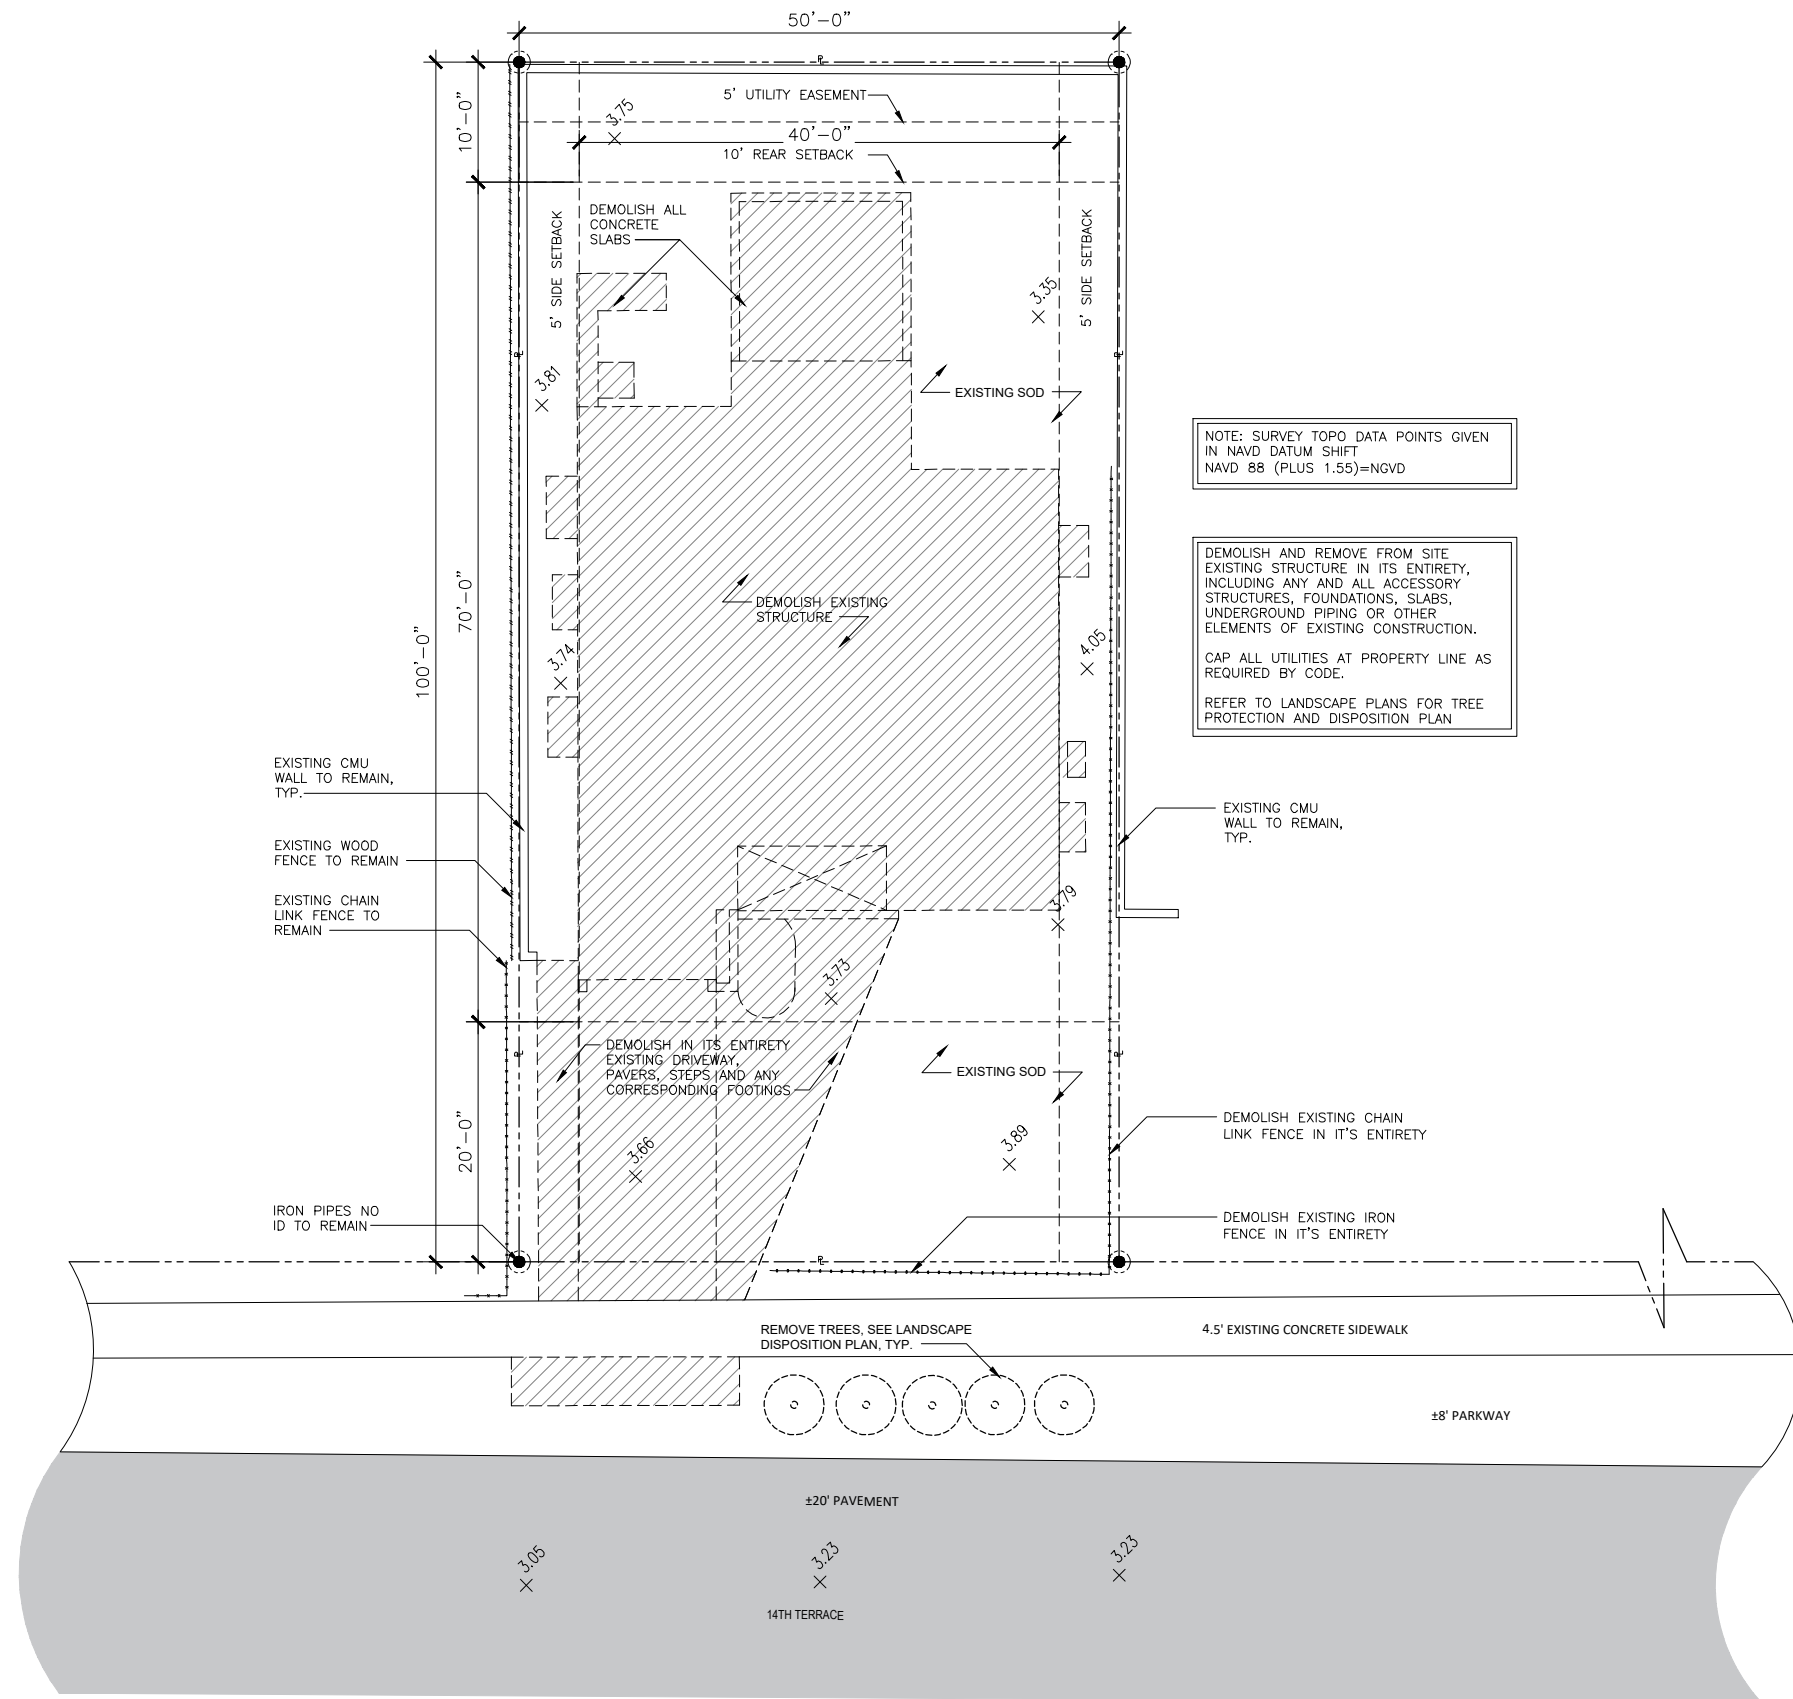 50'-0"
℄
5' UTILITY EASEMENT
3.75
10'-0"
40'-0"
10' REAR SETBACK
DEMOLISH ALL
CONCRETE
SLABS
5' SIDE SETBACK
5' SIDE SETBACK
3.35
3.81
EXISTING SOD
NOTE: SURVEY TOPO DATA POINTS GIVEN
IN NAVD DATUM SHIFT
NAVD 88 (PLUS 1.55)=NGVD
DEMOLISH AND REMOVE FROM SITE
EXISTING STRUCTURE IN ITS ENTIRETY,
INCLUDING ANY AND ALL ACCESSORY
STRUCTURES, FOUNDATIONS, SLABS,
UNDERGROUND PIPING OR OTHER
ELEMENTS OF EXISTING CONSTRUCTION.
CAP ALL UTILITIES AT PROPERTY LINE AS
REQUIRED BY CODE.
REFER TO LANDSCAPE PLANS FOR TREE
PROTECTION AND DISPOSITION PLAN
70'-0"
100'-0"
DEMOLISH EXISTING
STRUCTURE
3.74
4.05
EXISTING CMU
WALL TO REMAIN,
TYP.
EXISTING CMU
WALL TO REMAIN,
TYP.
EXISTING WOOD
FENCE TO REMAIN
EXISTING CHAIN
LINK FENCE TO
REMAIN
3.79
3.73
DEMOLISH IN ITS ENTIRETY
EXISTING DRIVEWAY,
PAVERS, STEPS AND ANY
CORRESPONDING FOOTINGS
EXISTING SOD
20'-0"
3.66
3.89
DEMOLISH EXISTING CHAIN
LINK FENCE IN IT'S ENTIRETY
IRON PIPES NO
ID TO REMAIN
DEMOLISH EXISTING IRON
FENCE IN IT'S ENTIRETY
REMOVE TREES, SEE LANDSCAPE
DISPOSITION PLAN, TYP.
4.5' EXISTING CONCRETE SIDEWALK
±8' PARKWAY
±20' PAVEMENT
3.05
3.23
3.23
14TH TERRACE